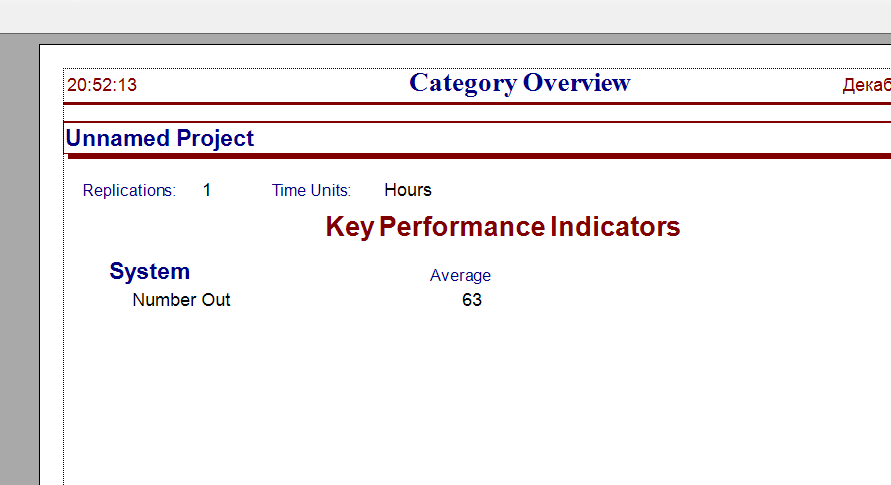 20:52:13 Category Overview
Unnamed Project
Replications: 1 Time Units: Hours
Key Performance Indicators
System Average
Number Out 63